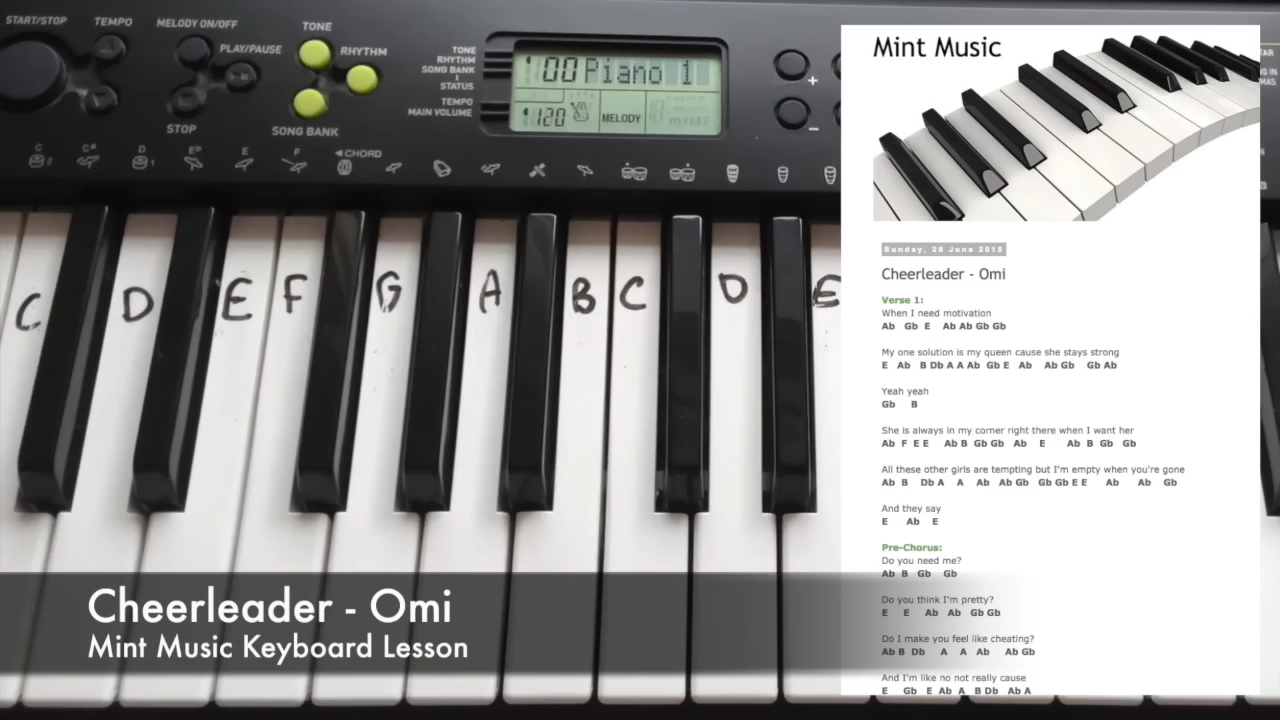 START/STOP
TEMPO
MELODY ON/OFF
TONE
PLAY/PAUSE
RHYTHM
STOP
SONG BANK
TONE
RHYTHM
SONG BANK
STATUS
TEMPO
MAIN VOLUME
00 Piano 1
120
MELODY
+
−
C C# D E♭ E F ◄CHORD
2 1
C D E F G A B C D E
Mint Music
Sunday, 28 June 2015
Cheerleader - Omi
Verse 1:
When I need motivation
Ab Gb E Ab Ab Gb Gb
My one solution is my queen cause she stays strong
E Ab B Db A A Ab Gb E Ab Ab Gb Gb Ab
Yeah yeah
Gb B
She is always in my corner right there when I want her
Ab F E E Ab B Gb Gb Ab E Ab B Gb Gb
All these other girls are tempting but I'm empty when you're gone
Ab B Db A A Ab Ab Gb Gb Gb E E Ab Ab Gb
And they say
E Ab E
Pre-Chorus:
Do you need me?
Ab B Gb Gb
Do you think I'm pretty?
E E Ab Ab Gb Gb
Do I make you feel like cheating?
Ab B Db A A Ab Ab Gb
And I'm like no not really cause
E Gb E Ab A B Db Ab A
Cheerleader - Omi
Mint Music Keyboard Lesson